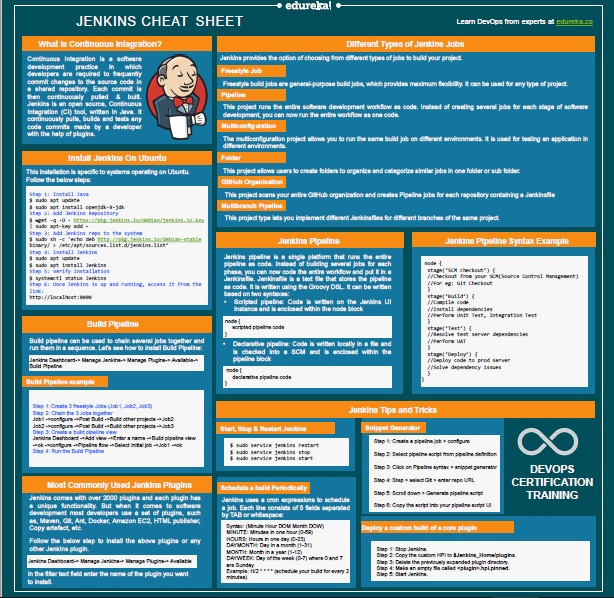 edureka!
JENKINS CHEAT SHEET
Learn DevOps from experts at edureka.co
What is Continuous Integration?
Continuous Integration is a software
development practice in which
developers are required to frequently
commit changes to the source code in
a shared repository. Each commit is
then continuously pulled & built.
Jenkins is an open source, Continuous
Integration (CI) tool, written in Java. It
continuously pulls, builds and tests any
code commits made by a developer
with the help of plugins.
Install Jenkins On Ubuntu
This installation is specific to systems operating on Ubuntu.
Follow the below steps:
Step 1: Install Java
$ sudo apt update
$ sudo apt install openjdk-8-jdk
Step 2: Add Jenkins Repository
$ wget -q -O - https://pkg.jenkins.io/debian/jenkins.io.key
| sudo apt-key add -
Step 3: Add Jenkins repo to the system
$ sudo sh -c 'echo deb http://pkg.jenkins.io/debian-stable
binary/ > /etc/apt/sources.list.d/jenkins.list'
Step 4: Install Jenkins
$ sudo apt update
$ sudo apt install jenkins
Step 5: Verify installation
$ systemctl status jenkins
Step 6: Once Jenkins is up and running, access it from the
link:
http://localhost:8080
Build Pipeline
Build pipeline can be used to chain several jobs together and
run them in a sequence. Let's see how to install Build Pipeline:
Jenkins Dashboard-> Manage Jenkins-> Manage Plugins-> Available->
Build Pipeline
Build Pipeline example
Step 1: Create 3 freestyle Jobs (Job1, Job2, Job3)
Step 2: Chain the 3 Jobs together
Job1 ->configure ->Post Build ->Build other projects ->Job2
Job2 ->configure ->Post Build ->Build other projects ->Job3
Step 3: Create a build pipeline view
Jenkins Dashboard ->Add view ->Enter a name ->Build pipeline view
->ok ->configure ->Pipeline flow ->Select initial job ->Job1 ->ok
Step 4: Run the Build Pipeline
Most Commonly Used Jenkins Plugins
Jenkins comes with over 2000 plugins and each plugin has
a unique functionality. But when it comes to software
development most developers use a set of plugins, such
as, Maven, Git, Ant, Docker, Amazon EC2, HTML publisher,
Copy artefact, etc.
Follow the below step to install the above plugins or any
other Jenkins plugin.
Jenkins Dashboard-> Manage Jenkins-> Manage Plugins-> Available
In the filter text field enter the name of the plugin you want
to install.
Different Types of Jenkins Jobs
Jenkins provides the option of choosing from different types of jobs to build your project.
Freestyle Job
Freestyle build jobs are general-purpose build jobs, which provides maximum flexibility. It can be used for any type of project.
Pipeline
This project runs the entire software development workflow as code. Instead of creating several jobs for each stage of software
development, you can now run the entire workflow as one code.
Multiconfiguration
The multiconfiguration project allows you to run the same build job on different environments. It is used for testing an application in
different environments.
Folder
This project allows users to create folders to organize and categorize similar jobs in one folder or sub folder.
GitHub Organisation
This project scans your entire GitHub organization and creates Pipeline jobs for each repository containing a Jenkinsfile
Multibranch Pipeline
This project type lets you implement different Jenkinsfiles for different branches of the same project.
Jenkins Pipeline
Jenkins pipeline is a single platform that runs the entire
pipeline as code. Instead of building several jobs for each
phase, you can now code the entire workflow and put it in a
Jenkinsfile. Jenkinsfile is a text file that stores the pipeline
as code. It is written using the Groovy DSL. It can be written
based on two syntaxes:
• Scripted pipeline: Code is written on the Jenkins UI
instance and is enclosed within the node block
node {
scripted pipeline code
}
• Declarative pipeline: Code is written locally in a file and
is checked into a SCM and is enclosed within the
pipeline block
node {
declarative pipeline code
}
Jenkins Pipeline Syntax Example
node {
stage('SCM checkout') {
//Checkout from your SCM(Source Control Management)
//For eg: Git Checkout
}
stage('Build') {
//Compile code
//Install dependencies
//Perform Unit Test, Integration Test
}
stage('Test') {
//Resolve test server dependencies
//Perform UAT
}
stage('Deploy') {
//Deploy code to prod server
//Solve dependency issues
}
}
Jenkins Tips and Tricks
Start, Stop & Restart Jenkins
$ sudo service jenkins restart
$ sudo service jenkins stop
$ sudo service jenkins start
Schedule a build Periodically
Jenkins uses a cron expressions to schedule
a job. Each line consists of 5 fields separated
by TAB or whitespace:
Syntax: (Minute Hour DOM Month DOW)
MINUTE: Minutes in one hour (0-59)
HOURS: Hours in one day (0-23)
DAYMONTH: Day in a month (1-31)
MONTH: Month in a year (1-12)
DAYWEEK: Day of the week (0-7) where 0 and 7
are Sunday
Example: H/2 * * * * (schedule your build for every 2
minutes)
Snippet Generator
Step 1: Create a pipeline job > configure
Step 2: Select pipeline script from pipeline definition
Step 3: Click on Pipeline syntax > snippet generator
Step 4: Step > select Git > enter repo URL
Step 5: Scroll down > Generate pipeline script
Step 6: Copy the script into your pipeline script UI
DEVOPS
CERTIFICATION
TRAINING
Deploy a custom build of a core plugin
Step 1: Stop Jenkins.
Step 2: Copy the custom HPI to $Jenkins_Home/plugins.
Step 3: Delete the previously expanded plugin directory.
Step 4: Make an empty file called <plugin>.hpi.pinned.
Step 5: Start Jenkins.